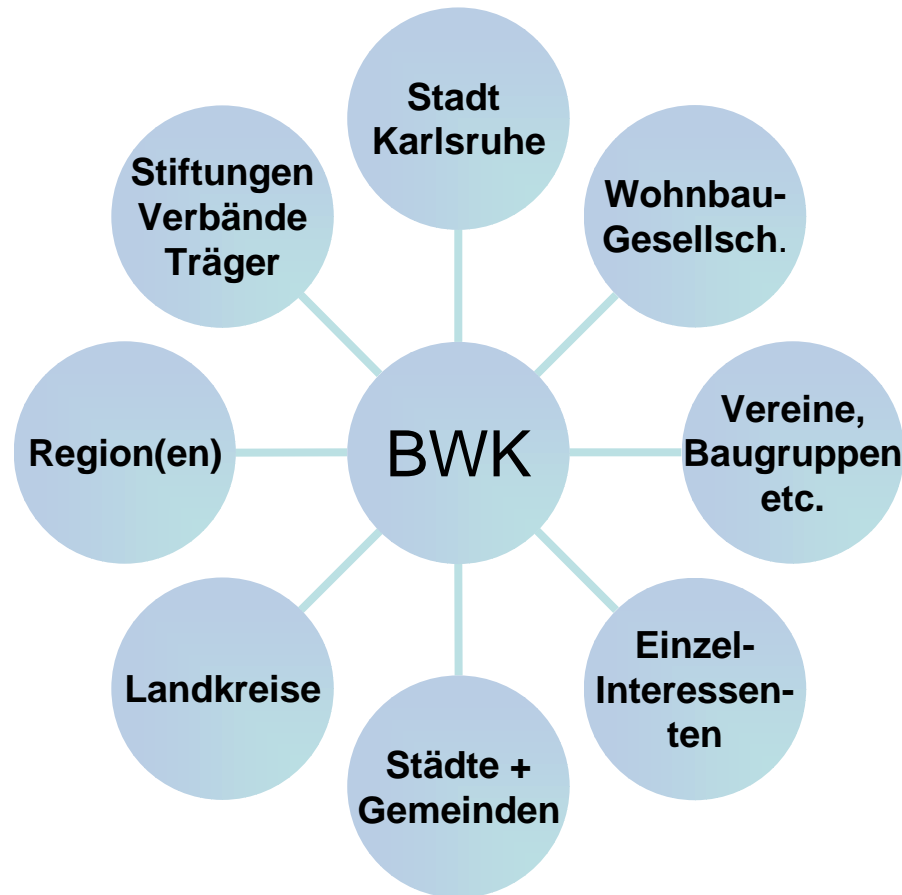 Stadt
Karlsruhe
Wohnbau-
Gesellsch.
Vereine,
Baugruppen
etc.
Einzel-
Interessen-
ten
Städte +
Gemeinden
Landkreise
Region(en)
Stiftungen
Verbände
Träger
BWK